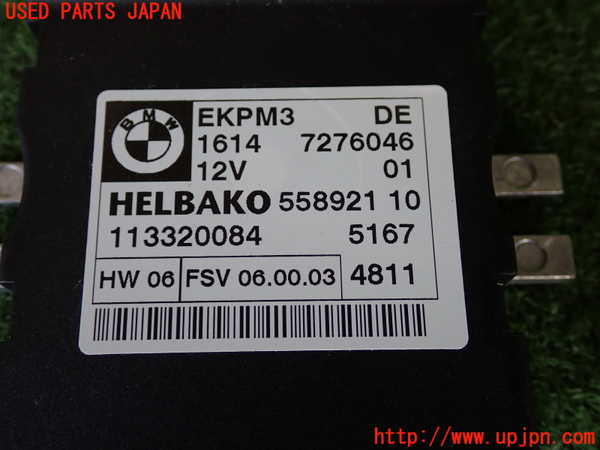 USED PARTS JAPAN
BMW
EKPM3 DE
1614 7276046
12V 01
HELBAKO 558921 10
113320084 5167
HW 06 FSV 06.00.03 4811
http://www.upjpn.com/